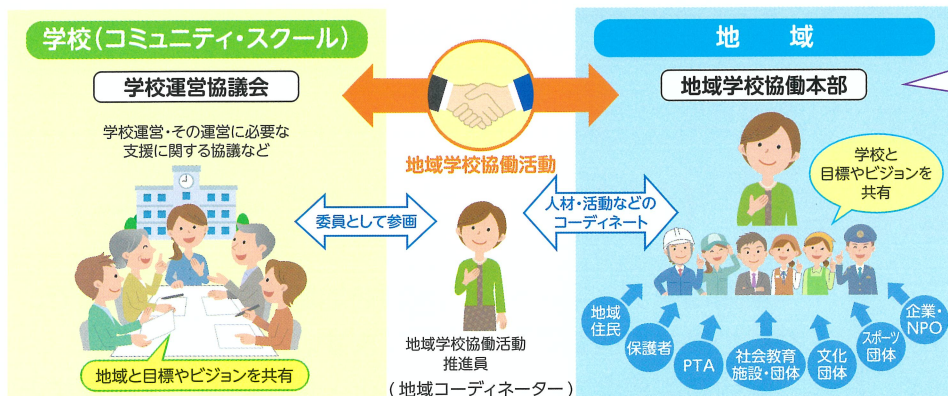 学校(コミュニティ・スクール)
学校運営協議会
学校運営・その運営に必要な
支援に関する協議など
地域と目標やビジョンを共有
地域学校協働活動
委員として参画
人材・活動などの
コーディネート
地域学校協働活動
推進員
(地域コーディネーター)
地域
地域学校協働本部
学校と
目標やビジョンを
共有
地域
住民
保護者
PTA
社会教育
施設・団体
文化
団体
スポーツ
団体
企業・
NPO